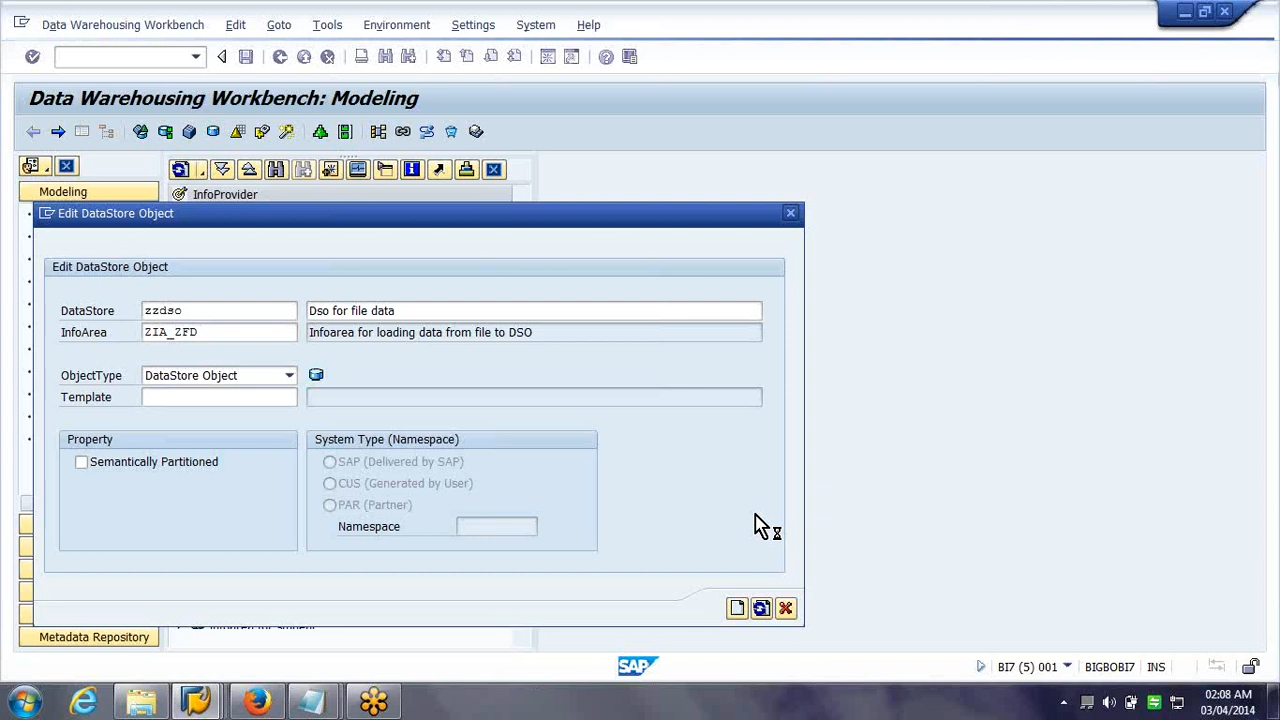 Data Warehousing Workbench Edit Goto Tools Environment Settings System Help
Data Warehousing Workbench: Modeling
Modeling
InfoProvider
Edit DataStore Object
Edit DataStore Object
DataStore zzdso Dso for file data
InfoArea ZIA_ZFD Infoarea for loading data from file to DSO
ObjectType DataStore Object
Template
Property
System Type (Namespace)
Semantically Partitioned
SAP (Delivered by SAP)
CUS (Generated by User)
PAR (Partner)
Namespace
Metadata Repository
SAP
BI7 (5) 001 BIGBOBI7 INS
02:08 AM
03/04/2014